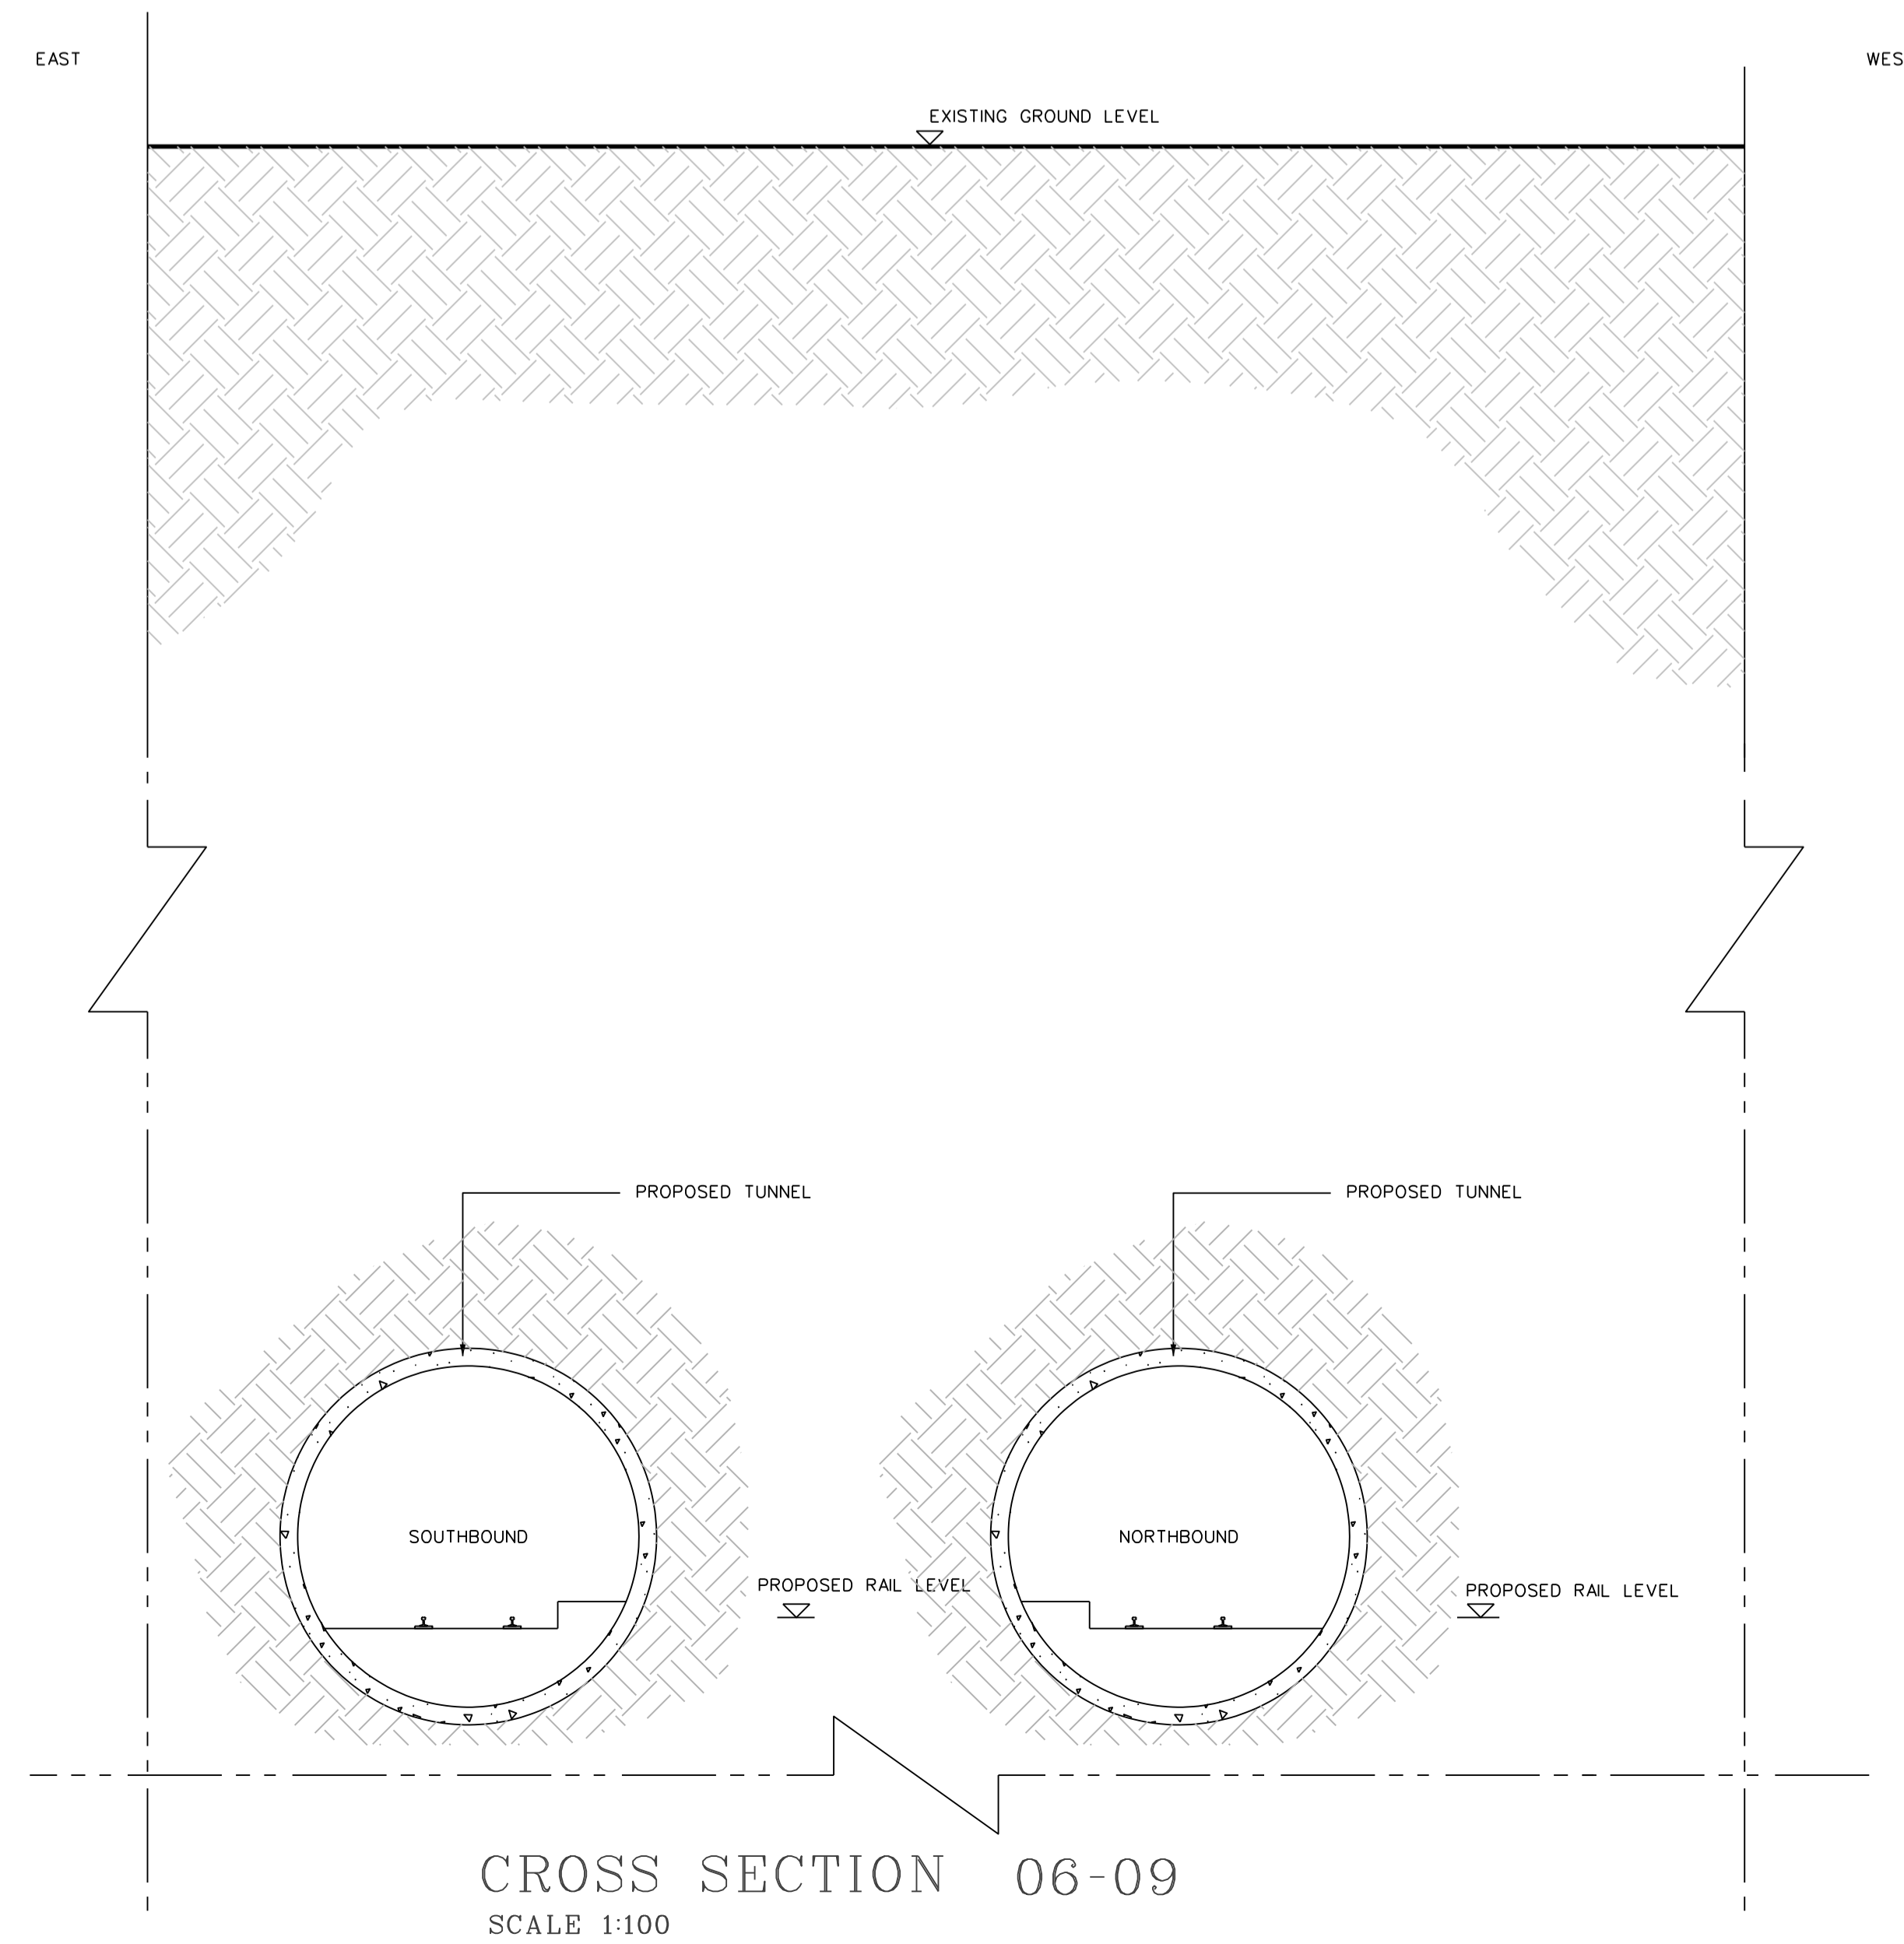 EAST
WES
EXISTING GROUND LEVEL
PROPOSED TUNNEL
PROPOSED TUNNEL
SOUTHBOUND
NORTHBOUND
PROPOSED RAIL LEVEL
PROPOSED RAIL LEVEL
CROSS SECTION 06-09
SCALE 1:100